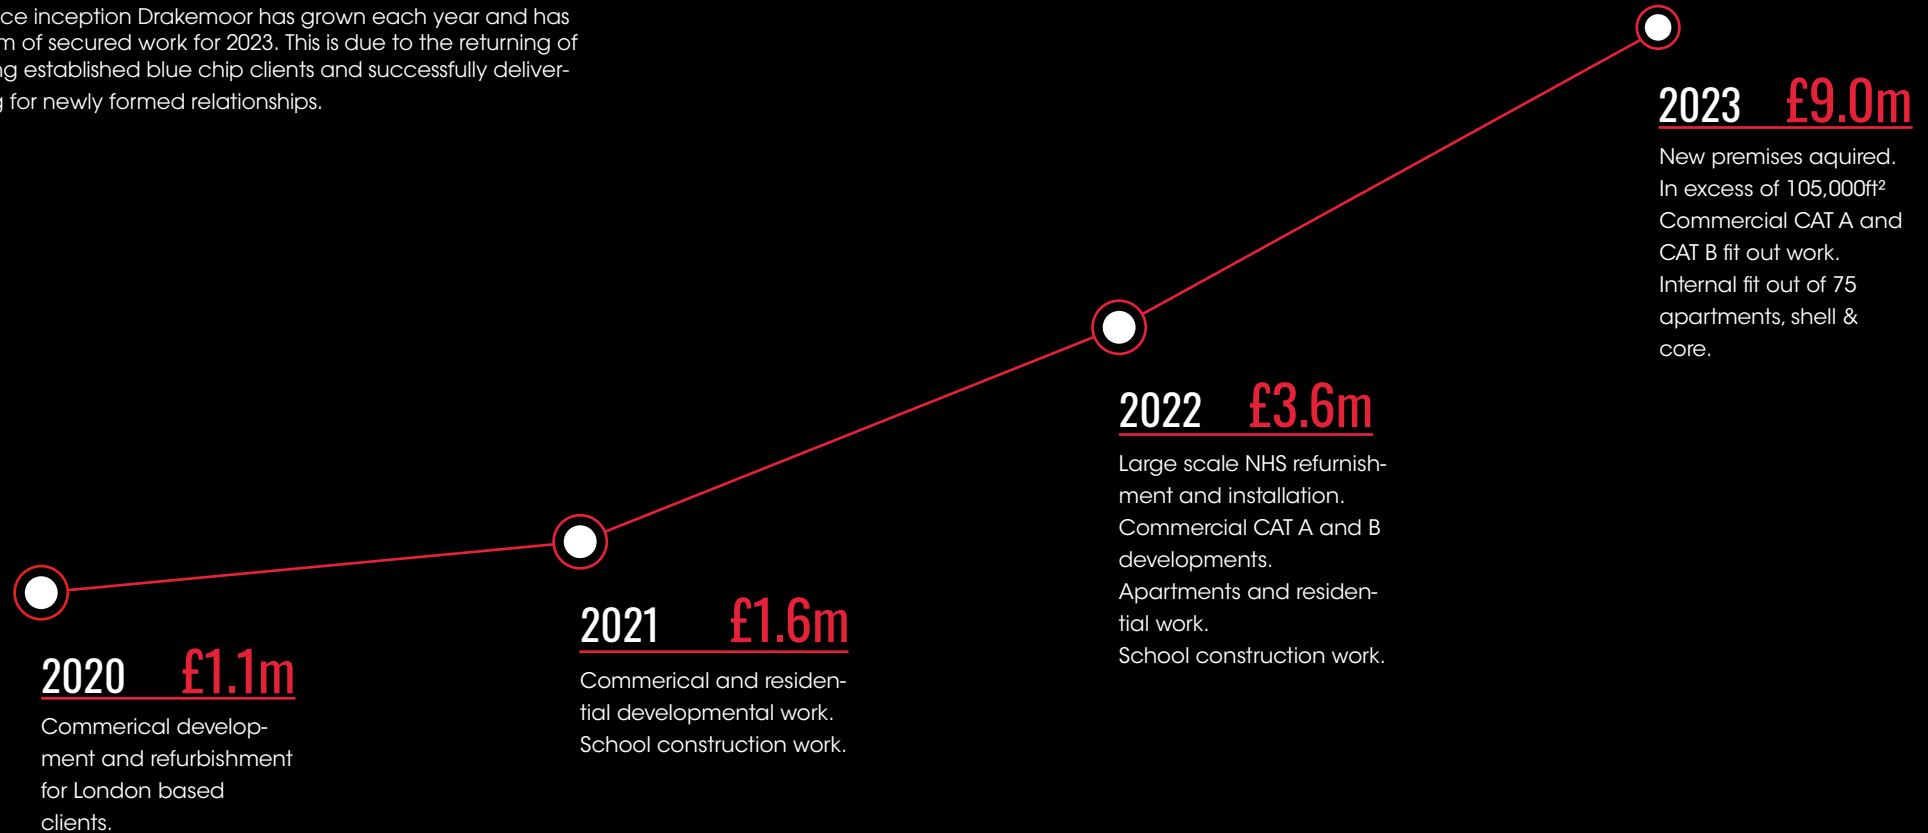 ce inception Drakemoor has grown each year and has
m of secured work for 2023. This is due to the returning of
g established blue chip clients and successfully deliver-
g for newly formed relationships.
2023 £9.0m
New premises aquired.
In excess of 105,000ft²
Commercial CAT A and
CAT B fit out work.
Internal fit out of 75
apartments, shell &
core.
2022 £3.6m
Large scale NHS refurnish-
ment and installation.
Commercial CAT A and B
developments.
Apartments and residen-
tial work.
School construction work.
2021 £1.6m
Commerical and residen-
tial developmental work.
School construction work.
2020 £1.1m
Commerical develop-
ment and refurbishment
for London based
clients.